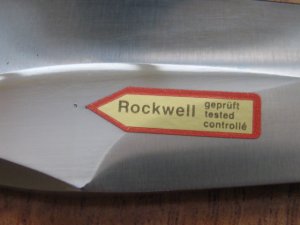 Rockwell
geprüft
tested
controllé